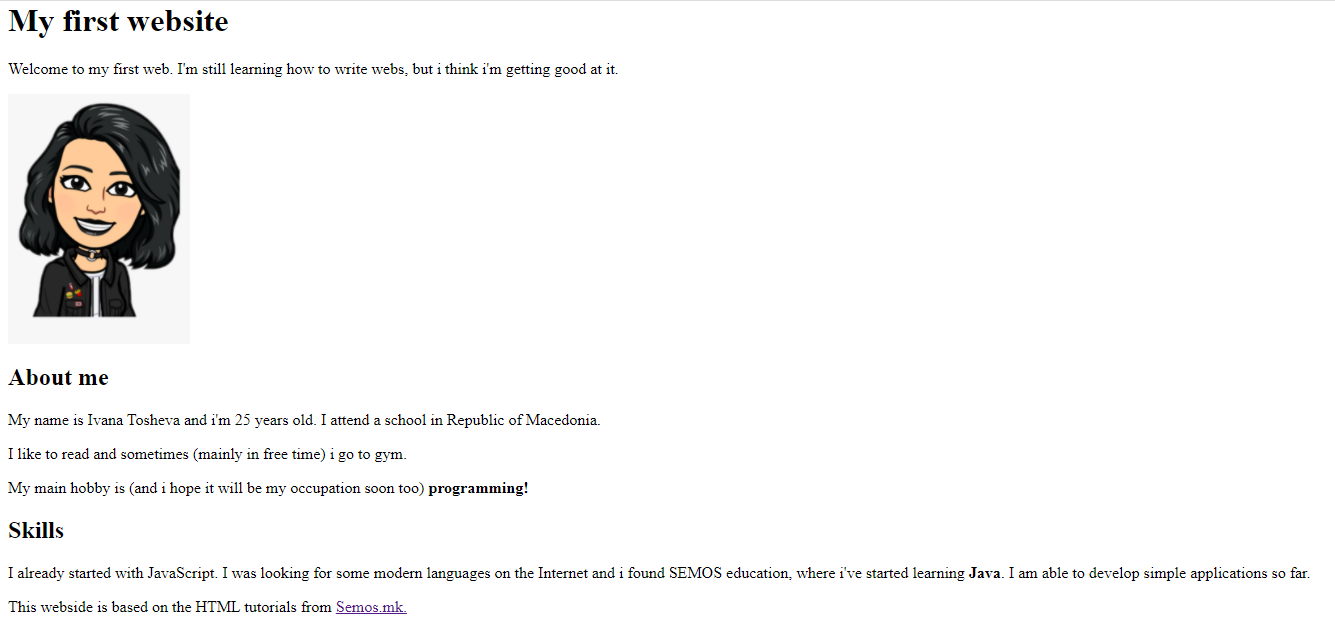 My first website
Welcome to my first web. I'm still learning how to write webs, but i think i'm getting good at it.
About me
My name is Ivana Tosheva and i'm 25 years old. I attend a school in Republic of Macedonia.
I like to read and sometimes (mainly in free time) i go to gym.
My main hobby is (and i hope it will be my occupation soon too) programming!
Skills
I already started with JavaScript. I was looking for some modern languages on the Internet and i found SEMOS education, where i've started learning Java. I am able to develop simple applications so far.
This webside is based on the HTML tutorials from Semos.mk.